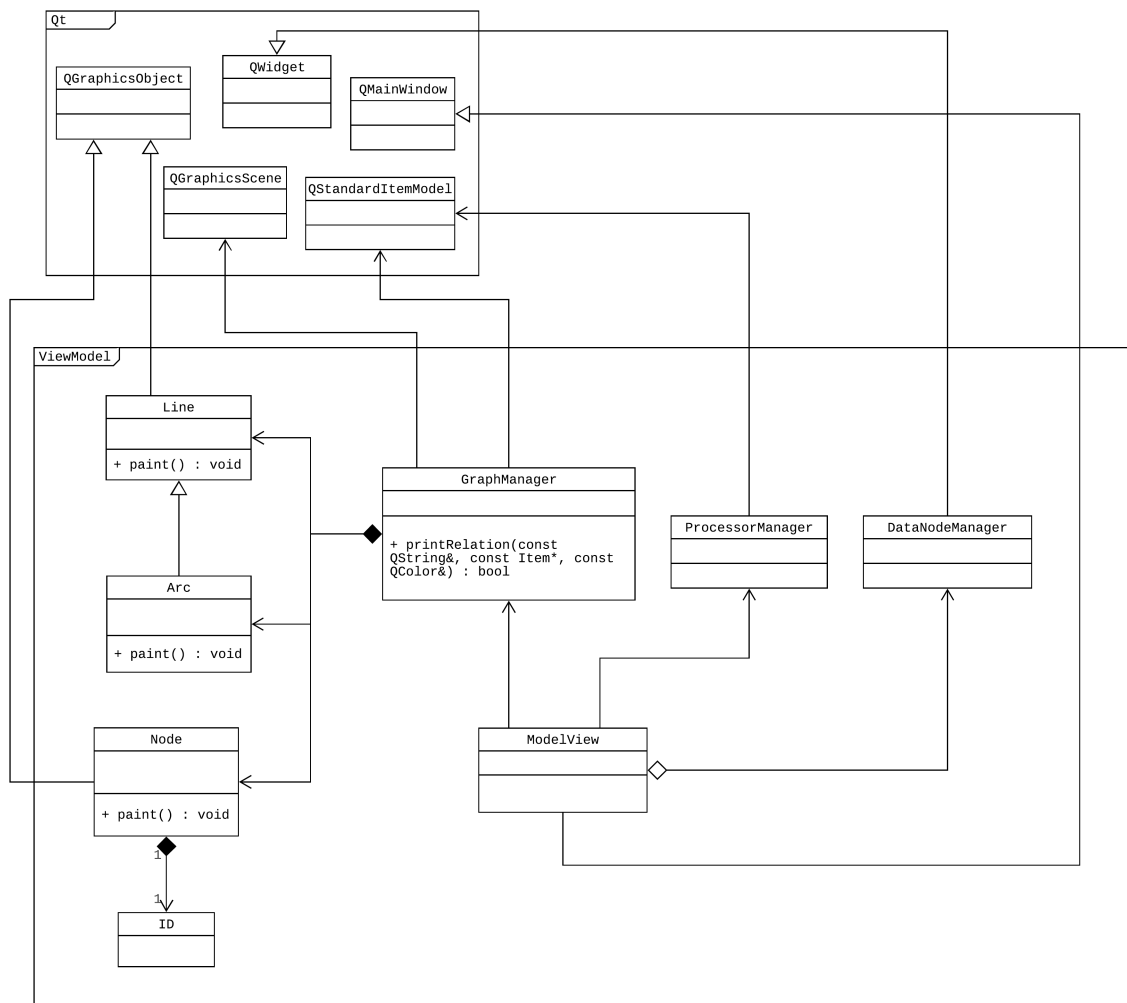 Qt
QWidget
QGraphicsObject
QMainWindow
QGraphicsScene
QStandardItemModel
ViewModel
Line
+ paint() : void
GraphManager
+ printRelation(const
QString&, const Item*, const
QColor&) : bool
ProcessorManager
DataNodeManager
Arc
+ paint() : void
Node
+ paint() : void
ModelView
1
1
ID